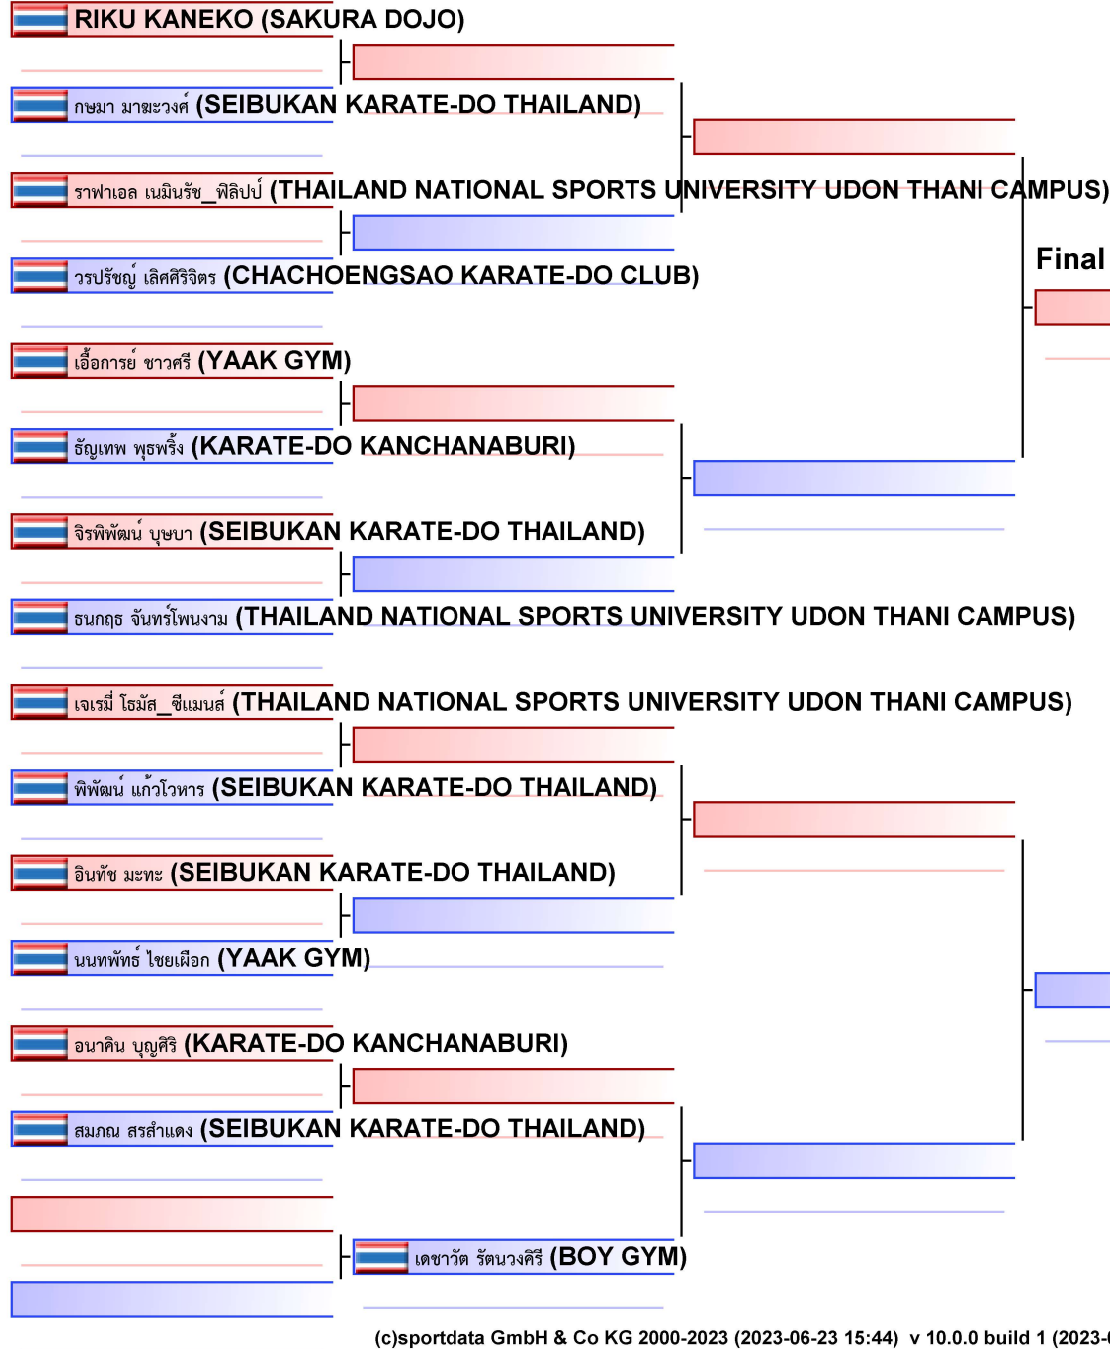 RIKU KANEKO (SAKURA DOJO)
กษมา มาฆะวงศ์ (SEIBUKAN KARATE-DO THAILAND)
ราฟาเอล เนมินรัช_ฟิลิปป์ (THAILAND NATIONAL SPORTS UNIVERSITY UDON THANI CAMPUS)
วรปรัชญ์ เลิศศิริจิตร (CHACHOENGSAO KARATE-DO CLUB)
Final
เอื้อการย์ ชาวศรี (YAAK GYM)
ธัญเทพ พุธพริ้ง (KARATE-DO KANCHANABURI)
จิรพิพัฒน์ บุษบา (SEIBUKAN KARATE-DO THAILAND)
ธนกฤธ จันทร์โพนงาม (THAILAND NATIONAL SPORTS UNIVERSITY UDON THANI CAMPUS)
เจเรมี่ โธมัส_ซีแมนส์ (THAILAND NATIONAL SPORTS UNIVERSITY UDON THANI CAMPUS)
พิพัฒน์ แก้วโวหาร (SEIBUKAN KARATE-DO THAILAND)
อินทัช มะทะ (SEIBUKAN KARATE-DO THAILAND)
นนทพัทธ์ ไชยเผือก (YAAK GYM)
อนาคิน บุญศิริ (KARATE-DO KANCHANABURI)
สมภณ สรสำแดง (SEIBUKAN KARATE-DO THAILAND)
เดชาวัต รัตนวงคิรี (BOY GYM)
(c)sportdata GmbH & Co KG 2000-2023 (2023-06-23 15:44) v 10.0.0 build 1 (2023-0